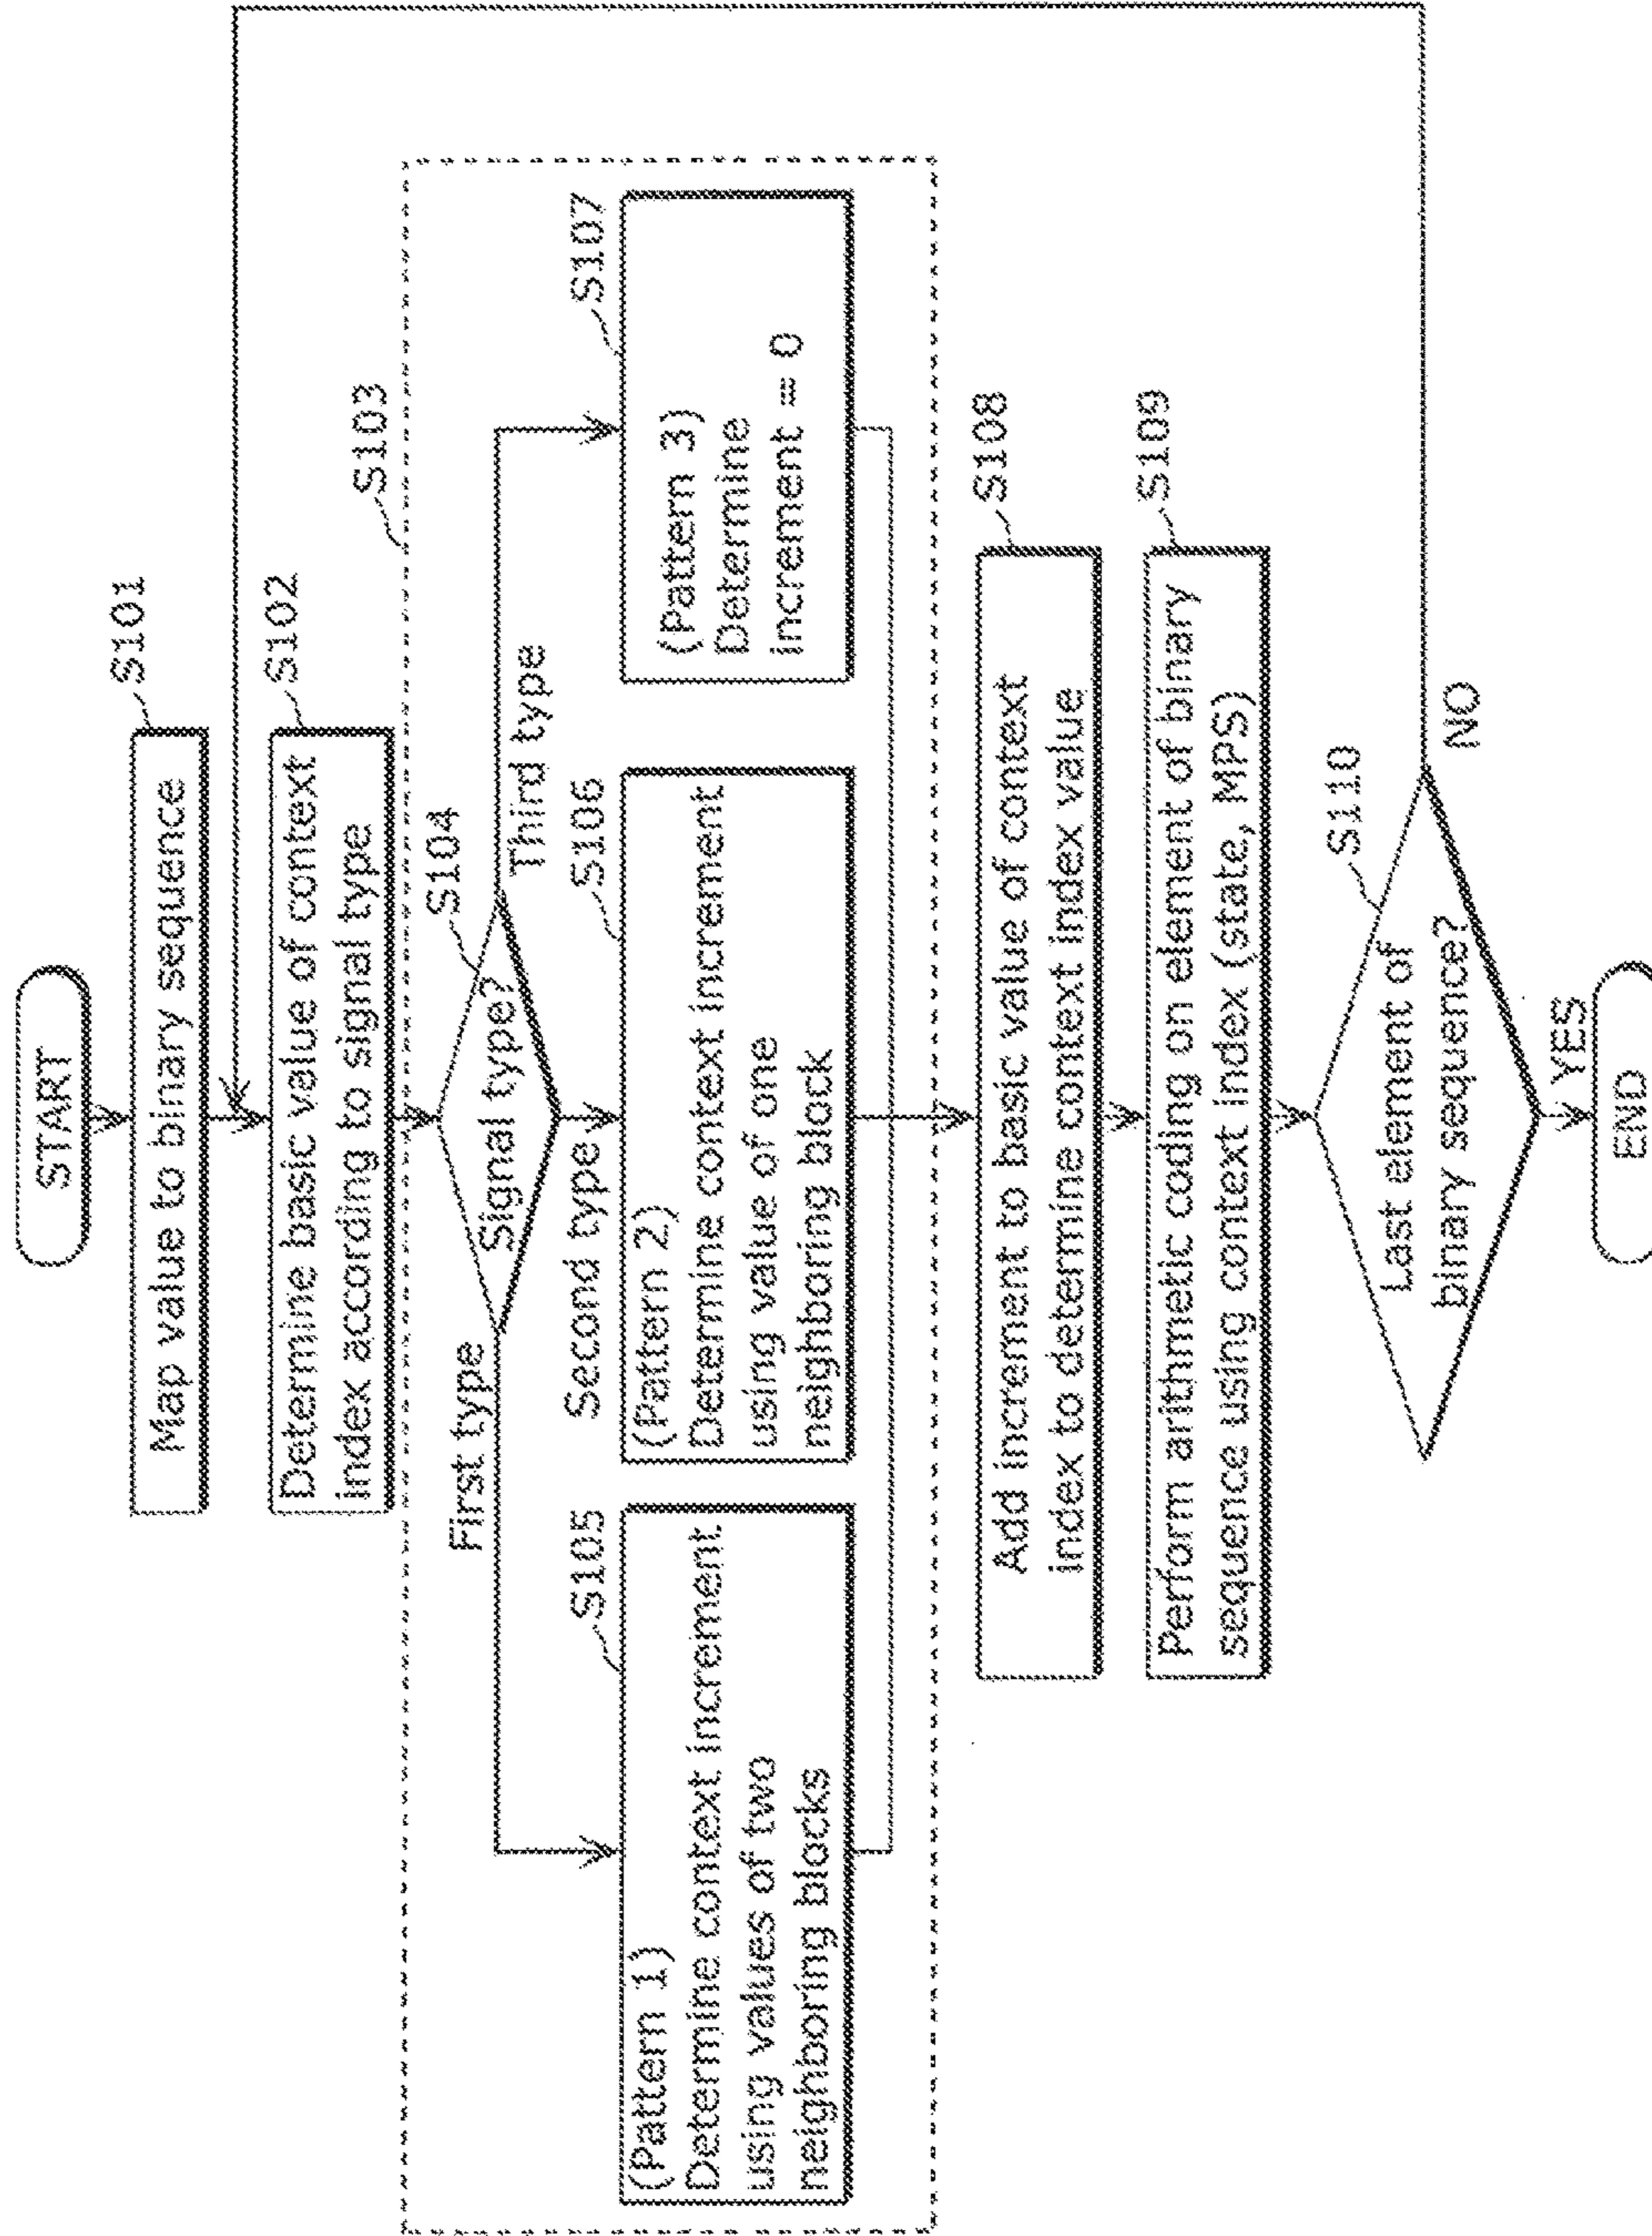 START
S101
Map value to binary sequence
S102
Determine basic value of context
index according to signal type
S103
S104
Signal type?
First type
Second type
Third type
S105
(Pattern 1)
Determine context increment
using values of two
neighboring blocks
S106
(Pattern 2)
Determine context increment
using value of one
neighboring block
S107
(Pattern 3)
Determine
increment = 0
S108
Add increment to basic value of context
index to determine context index value
S109
Perform arithmetic coding on element of binary
sequence using context index (state, MPS)
S110
Last element of
binary sequence?
NO
YES
END